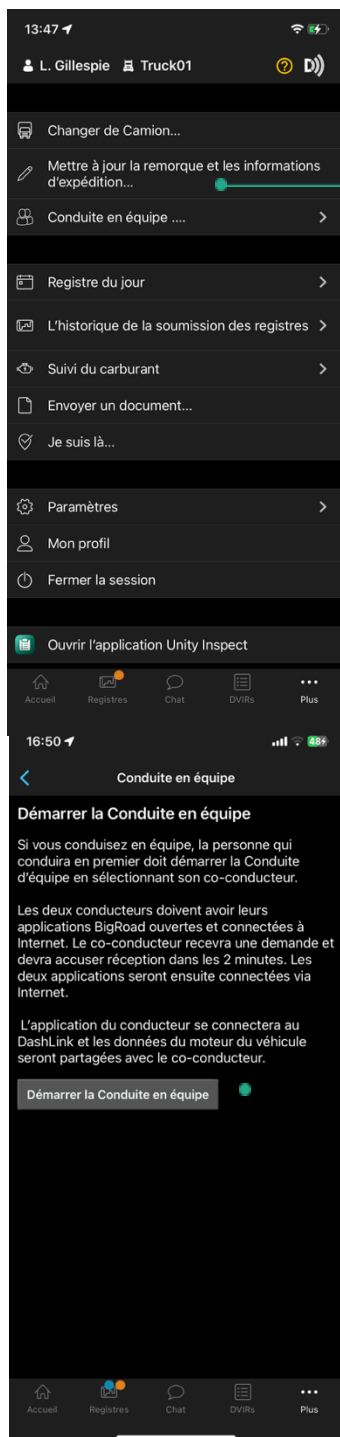 13:47
L. Gillespie Truck01
Changer de Camion...
Mettre à jour la remorque et les informations
d'expédition...
Conduite en équipe ....
Registre du jour
L'historique de la soumission des registres
Suivi du carburant
Envoyer un document...
Je suis là...
Paramètres
Mon profil
Fermer la session
Ouvrir l'application Unity Inspect
Accueil Registres Chat DVIRs Plus
16:50 48
Conduite en équipe
Démarrer la Conduite en équipe
Si vous conduisez en équipe, la personne qui
conduira en premier doit démarrer la Conduite
d'équipe en sélectionnant son co-conducteur.
Les deux conducteurs doivent avoir leurs
applications BigRoad ouvertes et connectées à
Internet. Le co-conducteur recevra une demande et
devra accuser réception dans les 2 minutes. Les
deux applications seront ensuite connectées via
Internet.
L'application du conducteur se connectera au
DashLink et les données du moteur du véhicule
seront partagées avec le co-conducteur.
Démarrer la Conduite en équipe
Accueil Registres Chat DVIRs Plus